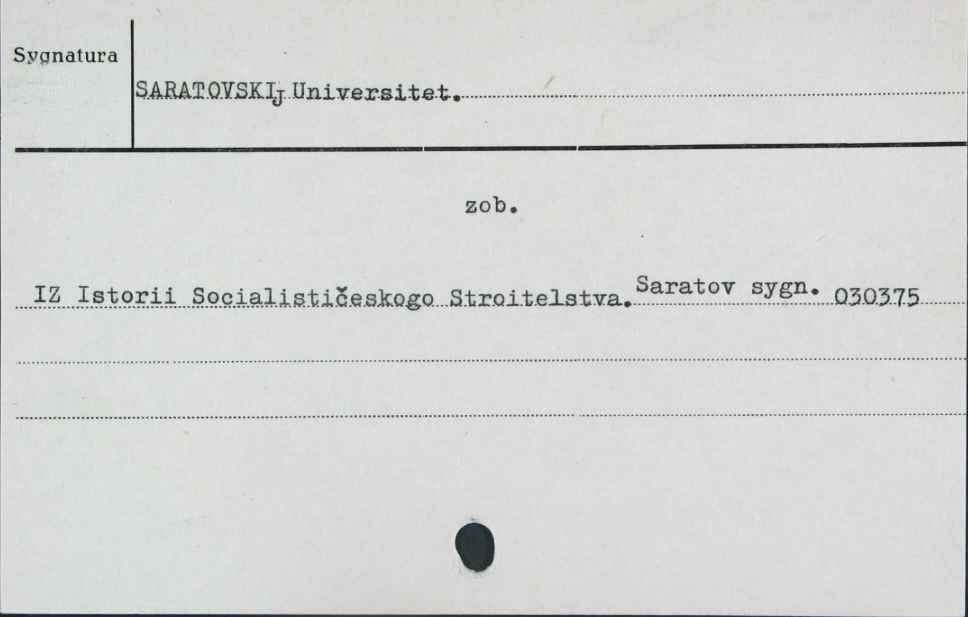 Sygnatura
SARATOVSKIJ Universitet.
zob.
IZ Istorii Socialističeskogo Stroitelstva. Saratov sygn. 030375